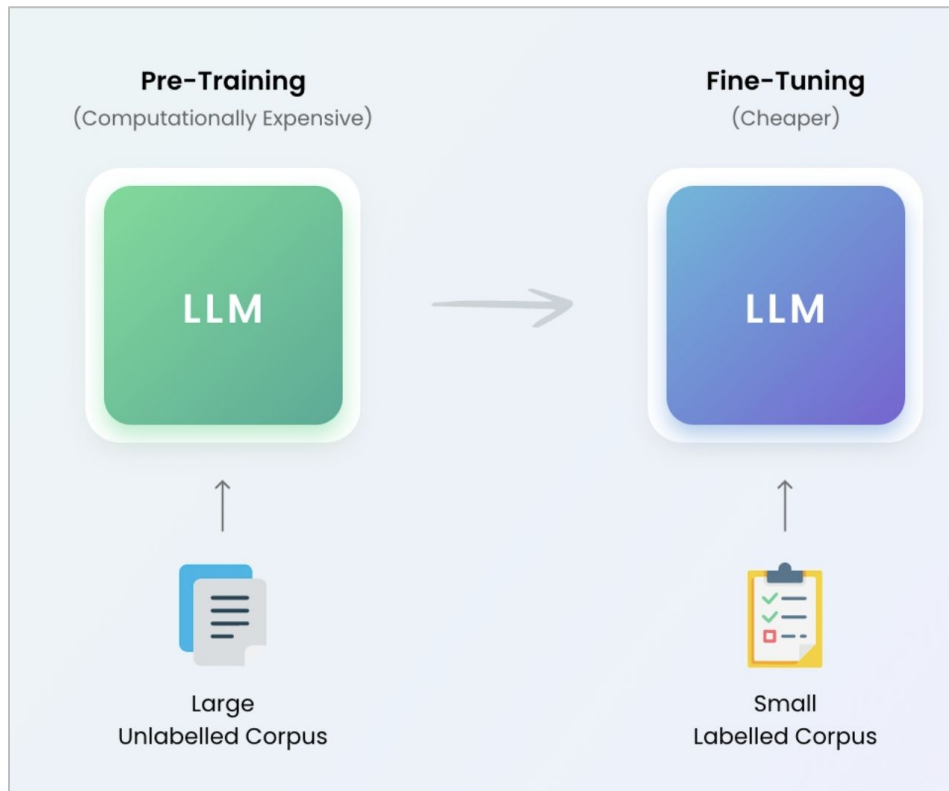 Pre-Training
(Computationally Expensive)
LLM
Large
Unlabelled Corpus
Fine-Tuning
(Cheaper)
LLM
Small
Labelled Corpus